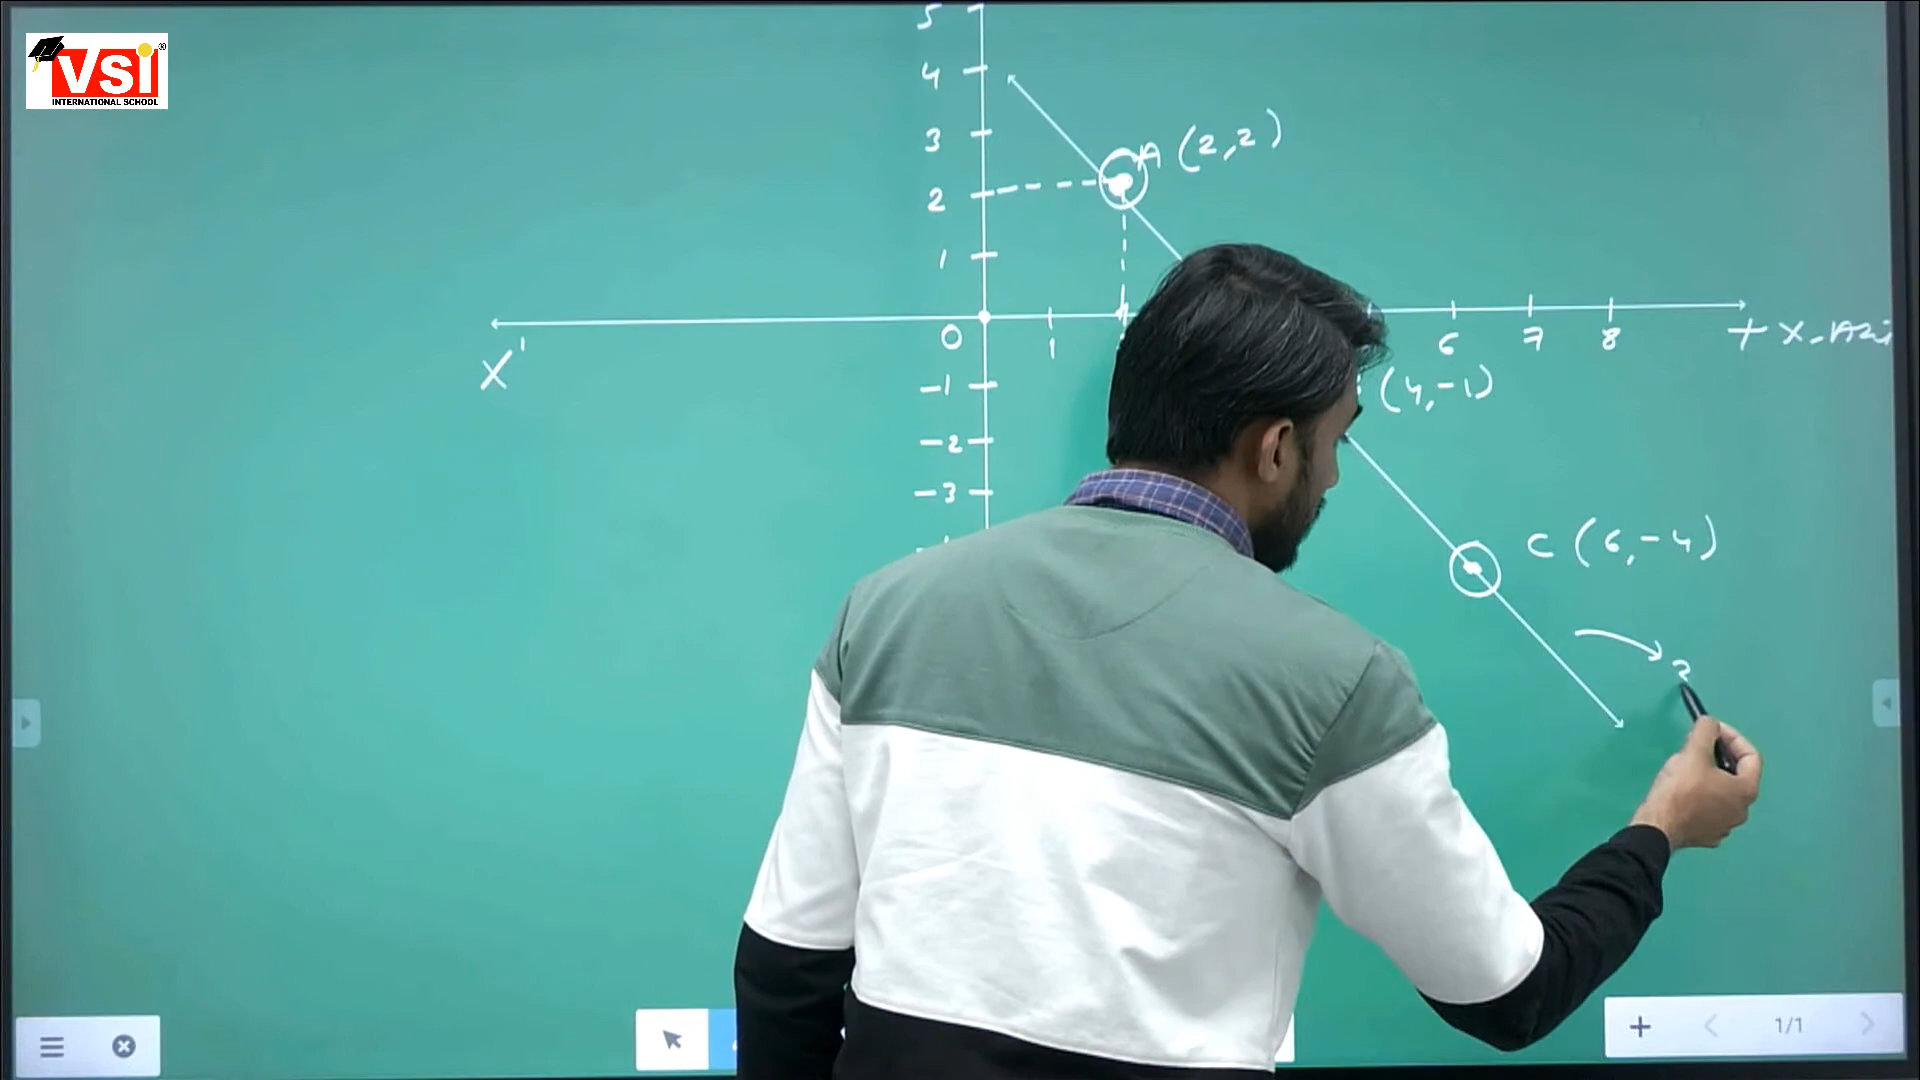 VSI®
INTERNATIONAL SCHOOL
5
4
3
A (2,2)
2
1
X'
0 1 6 7 8 + X-Axi
-1
(4,-1)
-2
-3
C (6,-4)
1/1